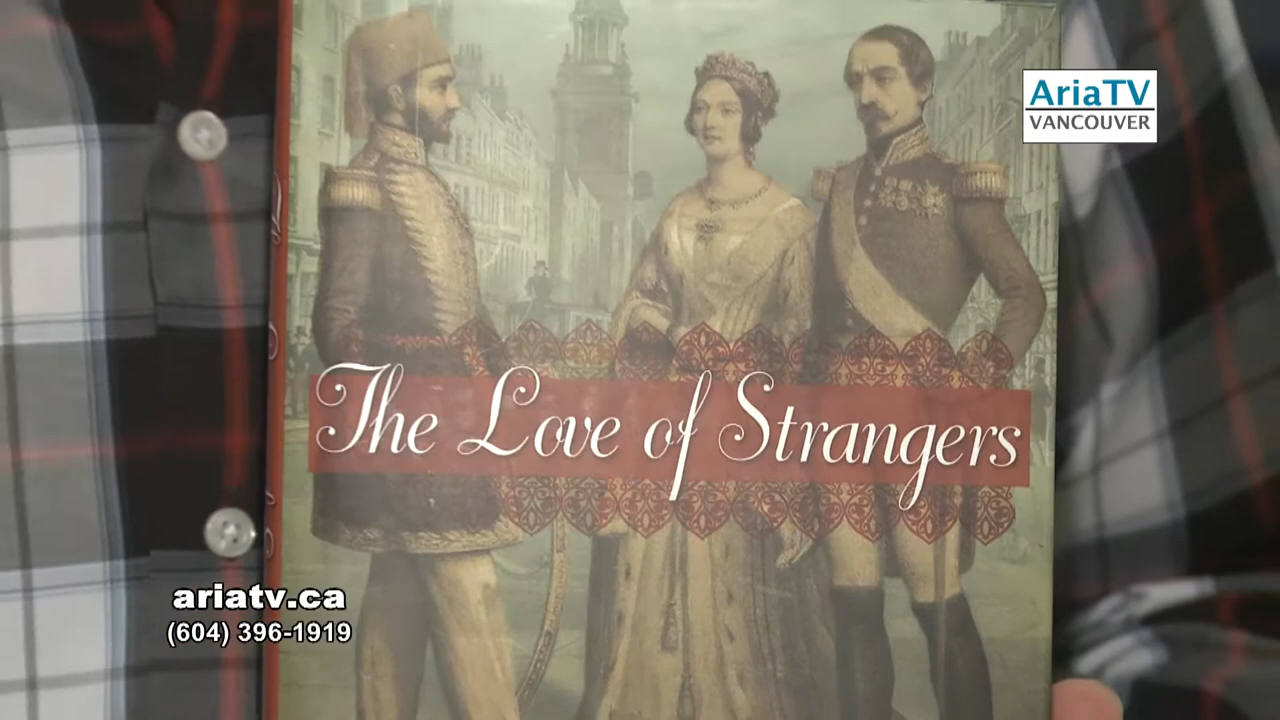 AriaTV
VANCOUVER
The Love of Strangers
ariatv.ca
(604) 396-1919